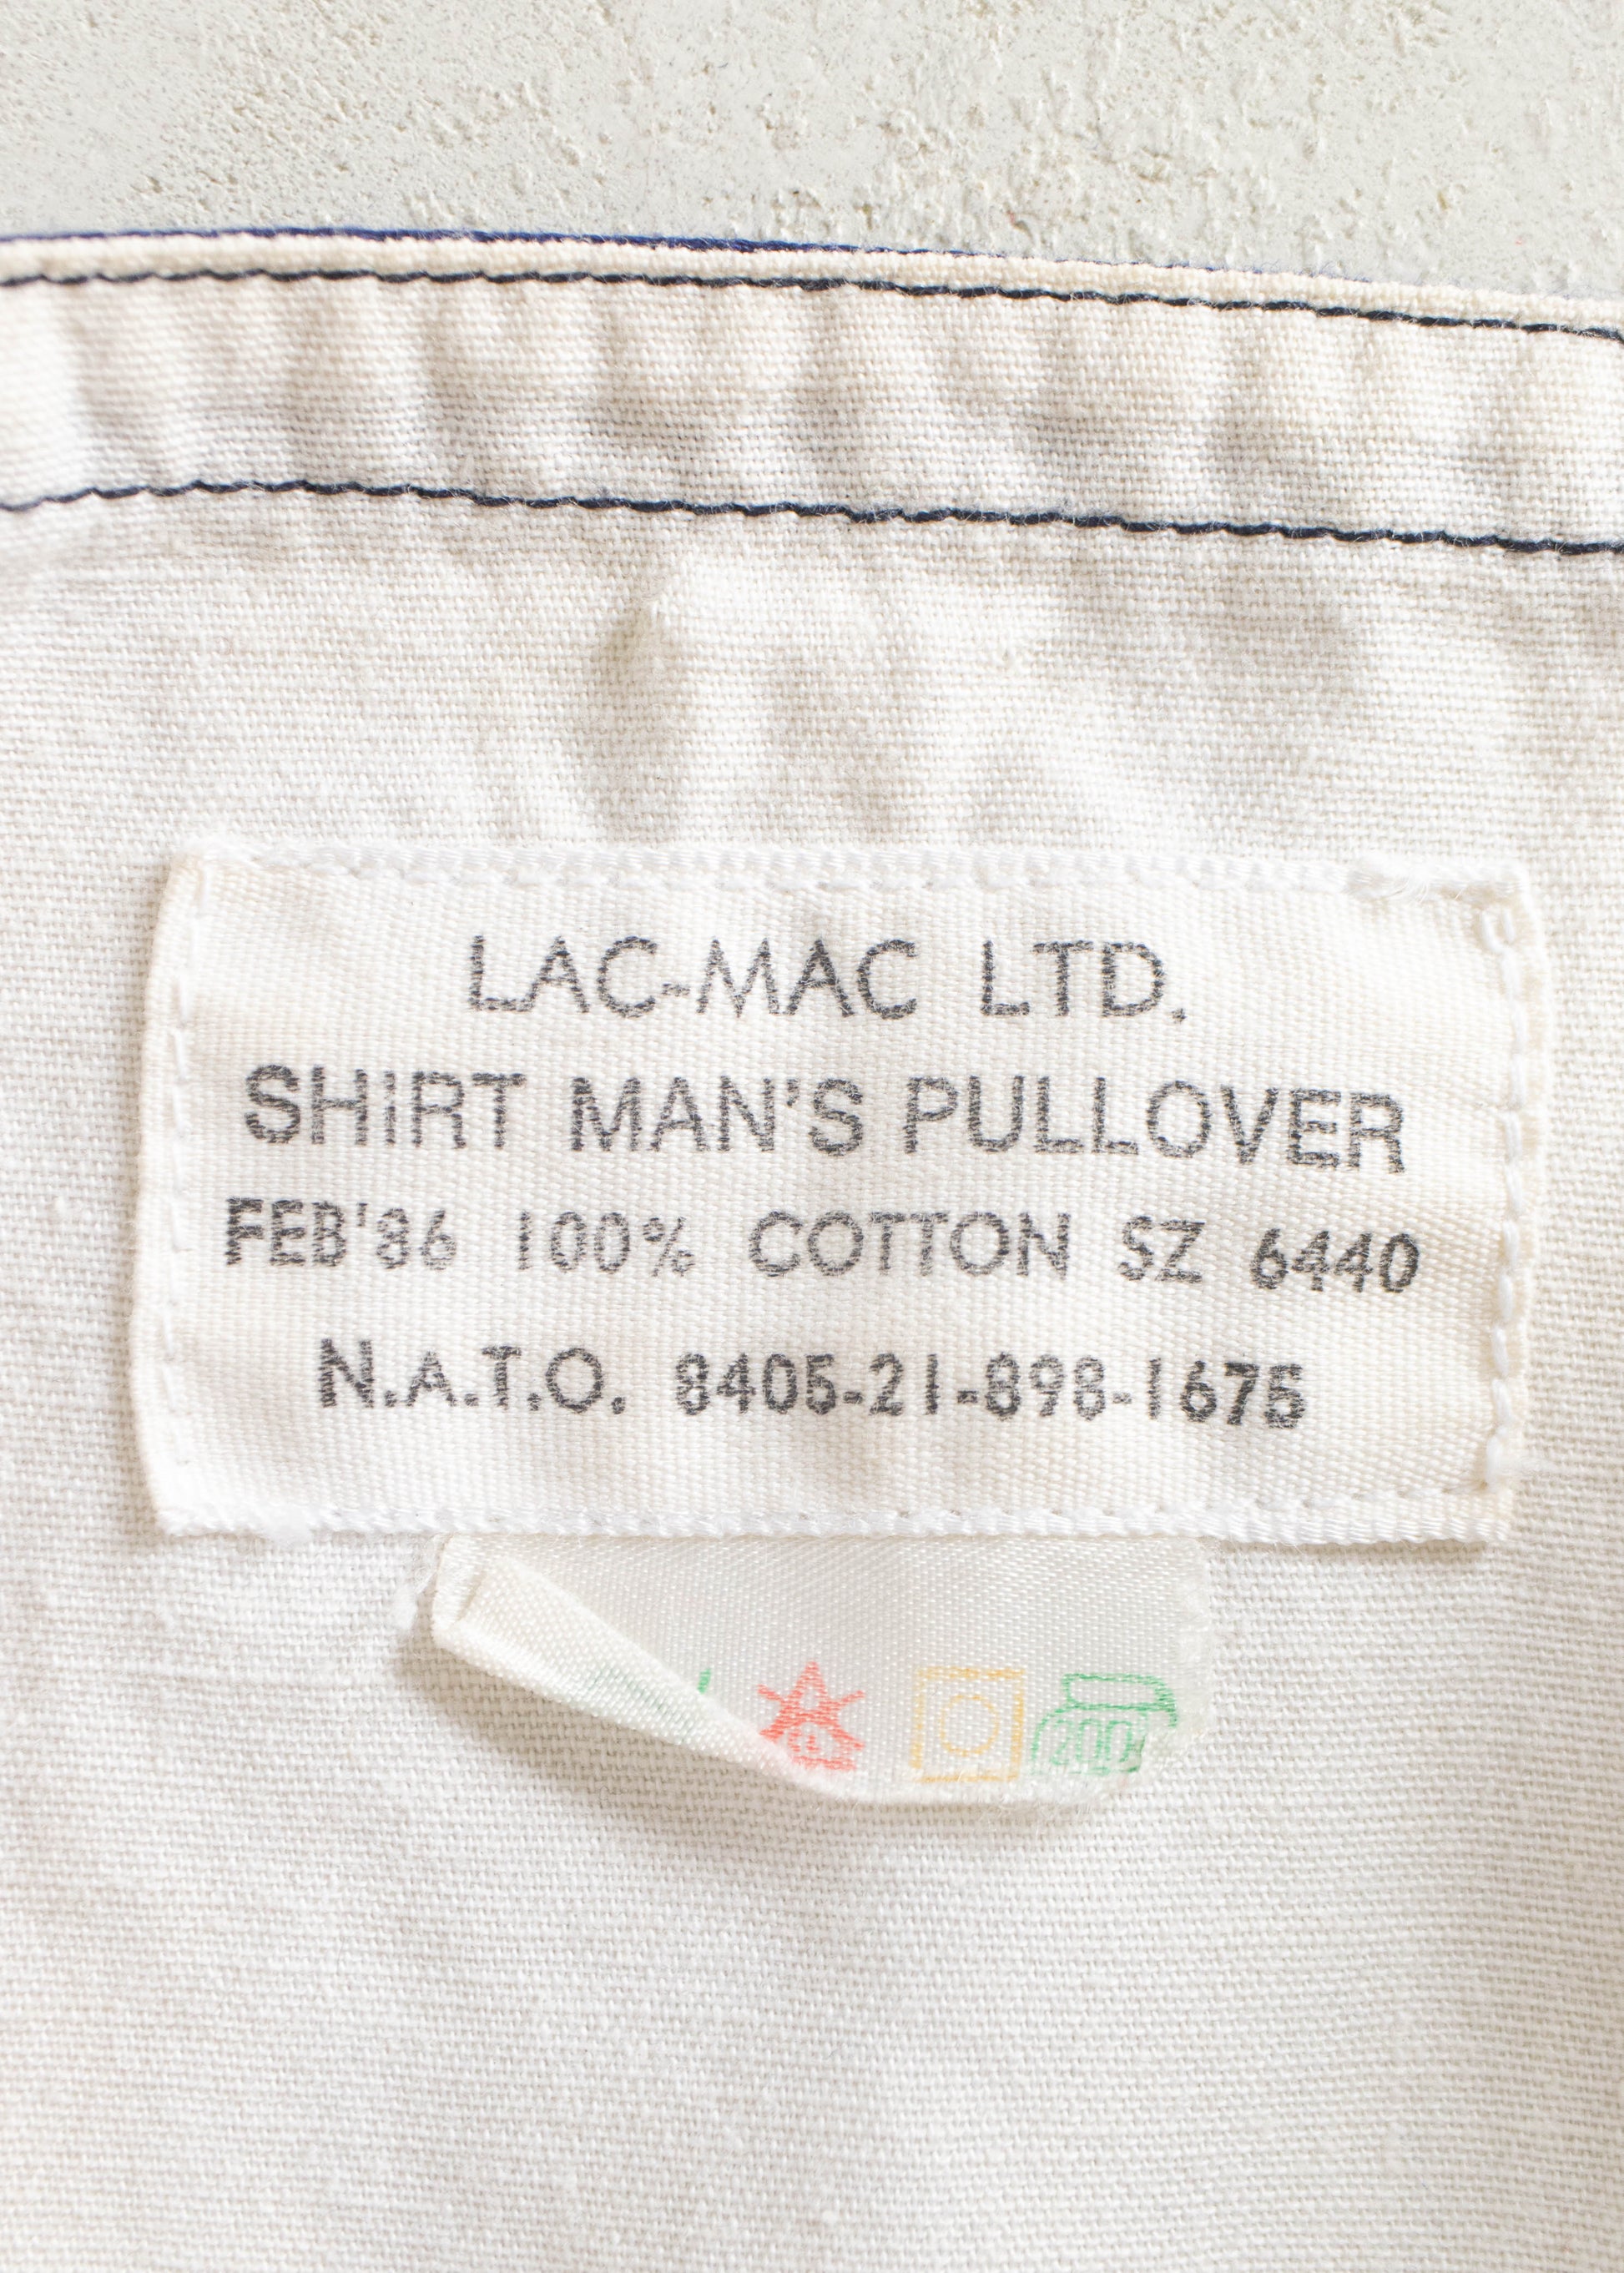 LAC-MAC LTD.
SHiRT MAN'S PULLOVER
FEB'86 100% COTTON SZ 6440
N.A.T.O. 8405-21-898-1675